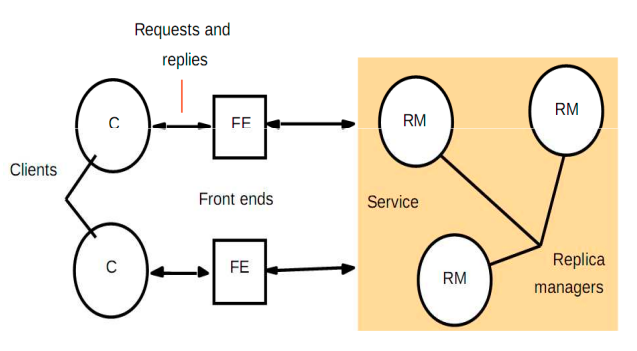 Requests and
replies
C
FE
RM
RM
Clients
Front ends
Service
C
FE
RM
Replica
managers